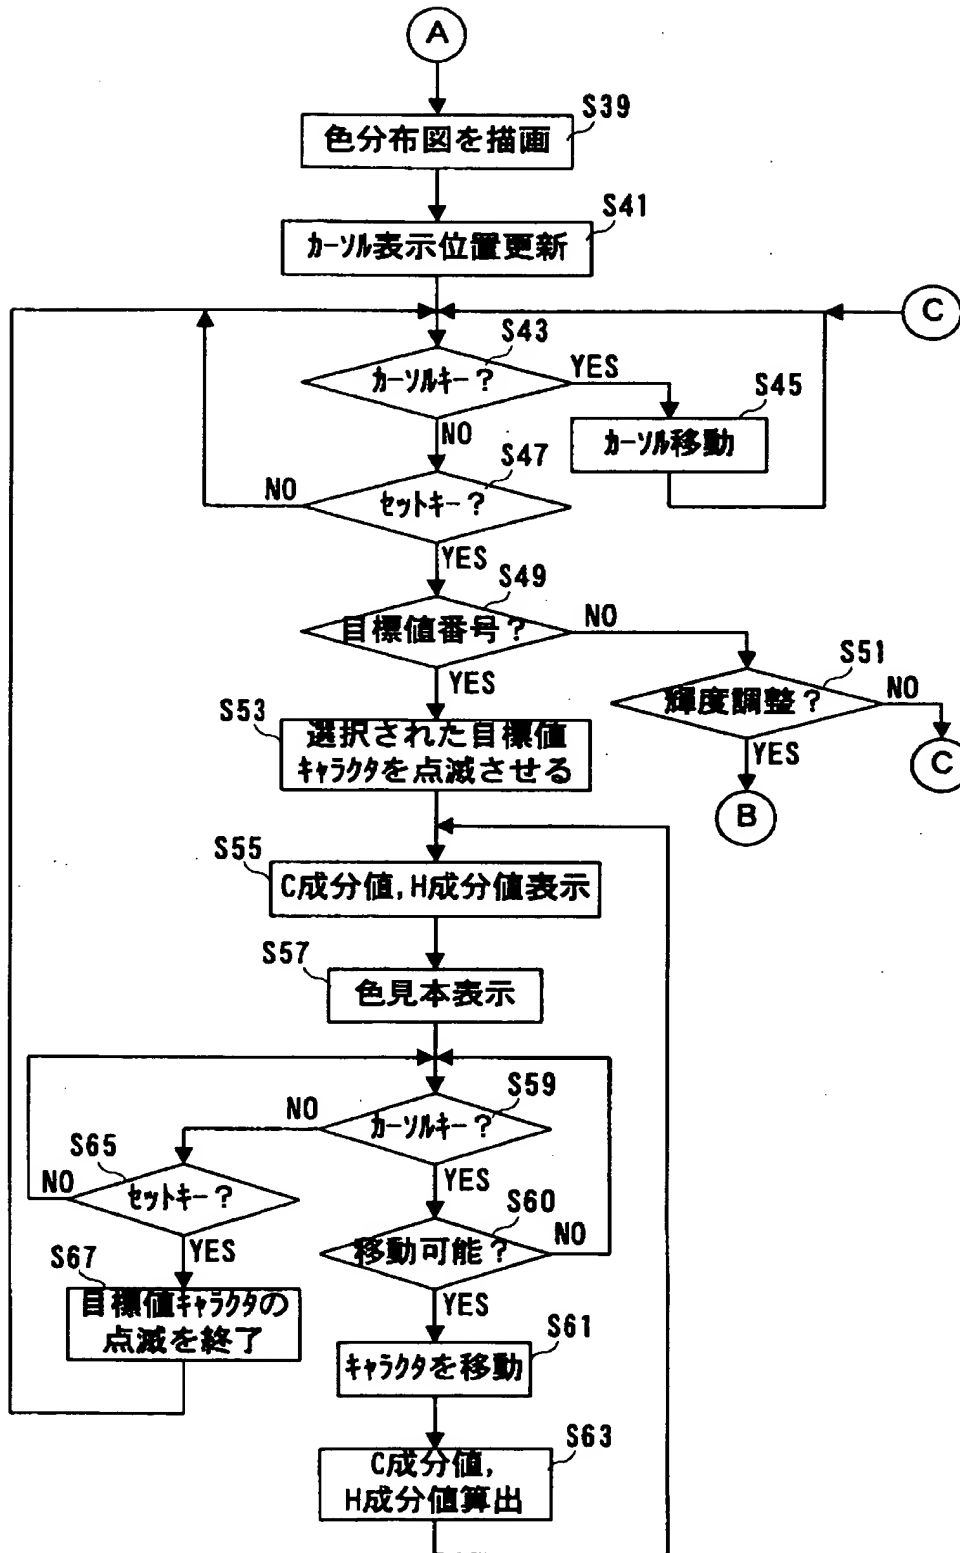 A
S39
色分布図を描画
S41
ｶｰｿﾙ表示位置更新
C
S43
ｶｰｿﾙｷｰ？
YES
S45
ｶｰｿﾙ移動
NO
S47
ｾｯﾄｷｰ？
NO
YES
S49
目標値番号？
NO
S51
輝度調整？
NO
C
YES
B
YES
S53
選択された目標値
ｷｬﾗｸﾀを点滅させる
S55
C成分値,H成分値表示
S57
色見本表示
S59
ｶｰｿﾙｷｰ？
NO
S65
ｾｯﾄｷｰ？
NO
YES
S67
目標値ｷｬﾗｸﾀの
点滅を終了
YES
S60
移動可能？
NO
YES
S61
ｷｬﾗｸﾀを移動
S63
C成分値,
H成分値算出